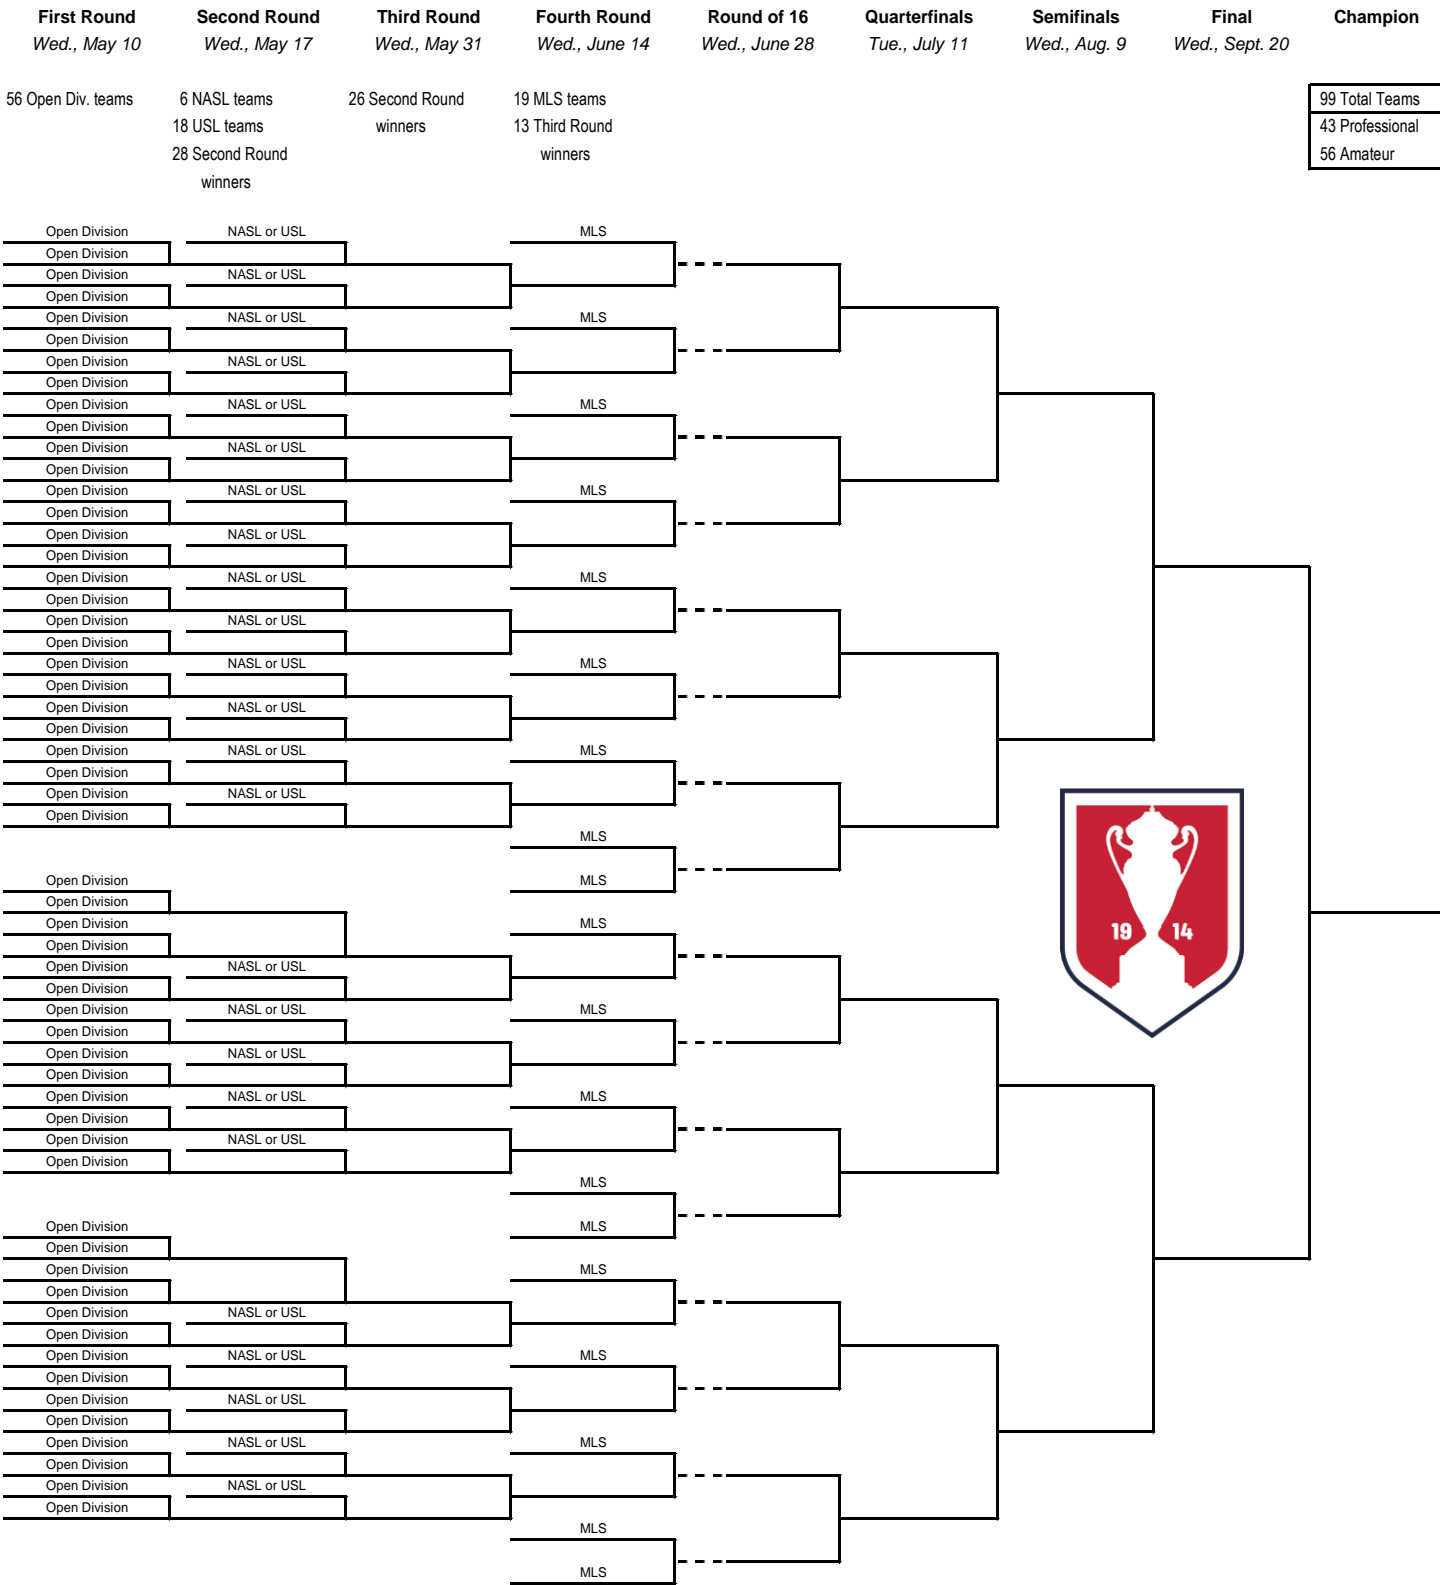 First Round Second Round Third Round Fourth Round Round of 16 Quarterfinals Semifinals Final Champion
Wed., May 10 Wed., May 17 Wed., May 31 Wed., June 14 Wed., June 28 Tue., July 11 Wed., Aug. 9 Wed., Sept. 20
56 Open Div. teams 6 NASL teams 26 Second Round 19 MLS teams 99 Total Teams
18 USL teams winners 13 Third Round 43 Professional
28 Second Round winners 56 Amateur
winners
Open Division NASL or USL MLS
Open Division
Open Division NASL or USL
Open Division
Open Division NASL or USL MLS
Open Division
Open Division NASL or USL
Open Division
Open Division NASL or USL MLS
Open Division
Open Division NASL or USL
Open Division
Open Division NASL or USL MLS
Open Division
Open Division NASL or USL
Open Division
Open Division NASL or USL MLS
Open Division
Open Division NASL or USL
Open Division
Open Division NASL or USL MLS
Open Division
Open Division NASL or USL
Open Division
Open Division NASL or USL MLS
Open Division
Open Division NASL or USL
Open Division
MLS
Open Division MLS
Open Division
Open Division MLS
19 14
Open Division
Open Division NASL or USL
Open Division
Open Division NASL or USL MLS
Open Division
Open Division NASL or USL
Open Division
Open Division NASL or USL MLS
Open Division
Open Division NASL or USL
Open Division
MLS
Open Division MLS
Open Division
Open Division MLS
Open Division
Open Division NASL or USL
Open Division
Open Division NASL or USL MLS
Open Division
Open Division NASL or USL
Open Division
Open Division NASL or USL MLS
Open Division
Open Division NASL or USL
Open Division
MLS
MLS